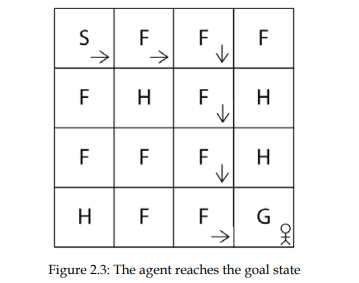 S F F F
F H F H
F F F H
H F F G
Figure 2.3: The agent reaches the goal state